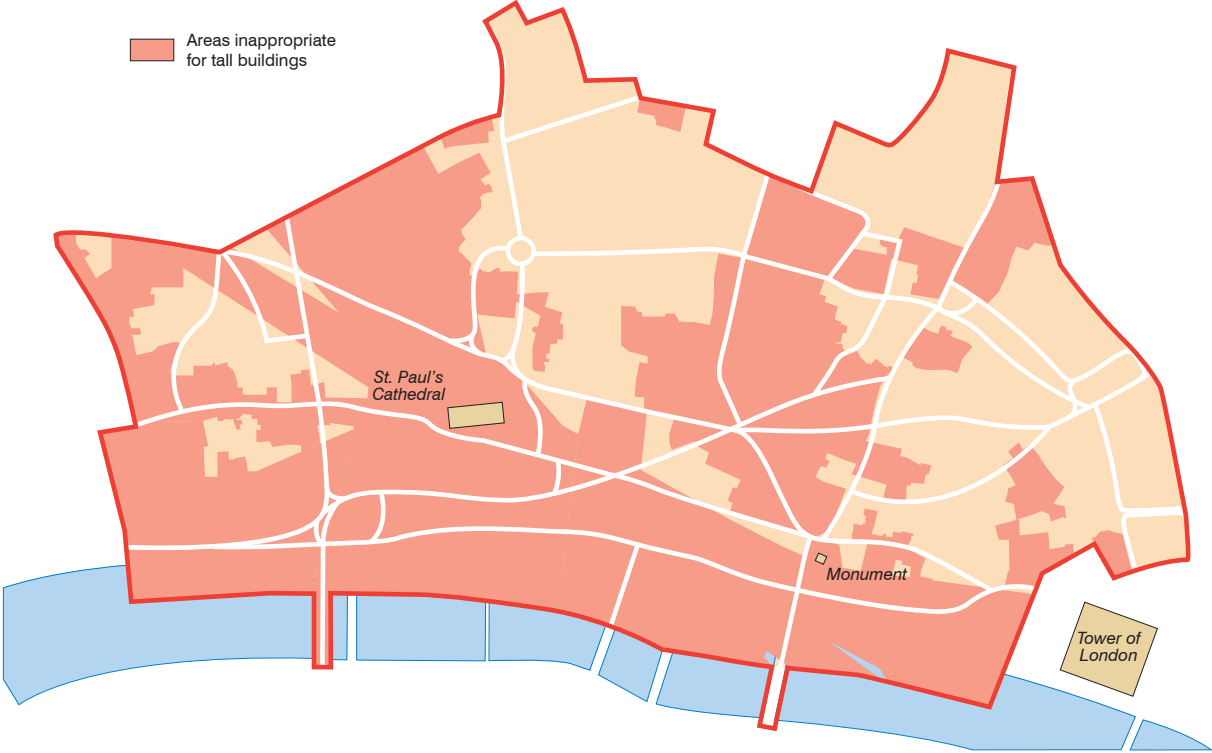 Areas inappropriate
for tall buildings
St. Paul's
Cathedral
Monument
Tower of
London